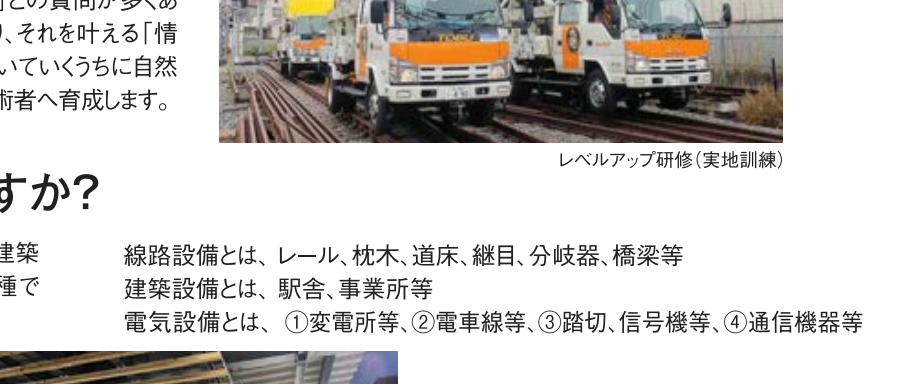 との質問が多くあ
、それを叶える「情
いていくうちに自然
術者へ育成します。
TOBU
レベルアップ研修(実地訓練)
すか?
建築
種で
線路設備とは、レール、枕木、道床、継目、分岐器、橋梁等
建築設備とは、駅舎、事業所等
電気設備とは、①変電所等、②電車線等、③踏切、信号機等、④通信機器等